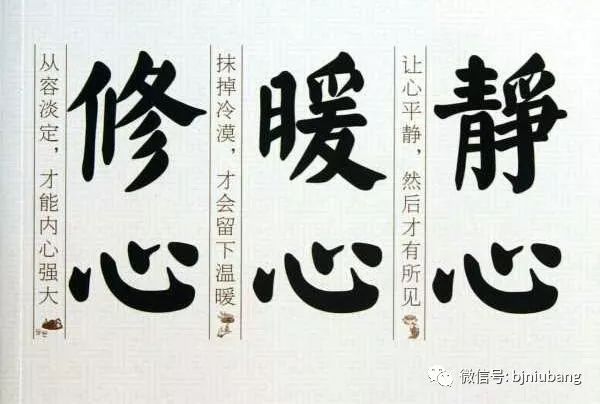 靜心
让心平静，然后才有所见
暖心
抹掉冷漠，才会留下温暖
修心
从容淡定，才能内心强大
微信号: bjniubang